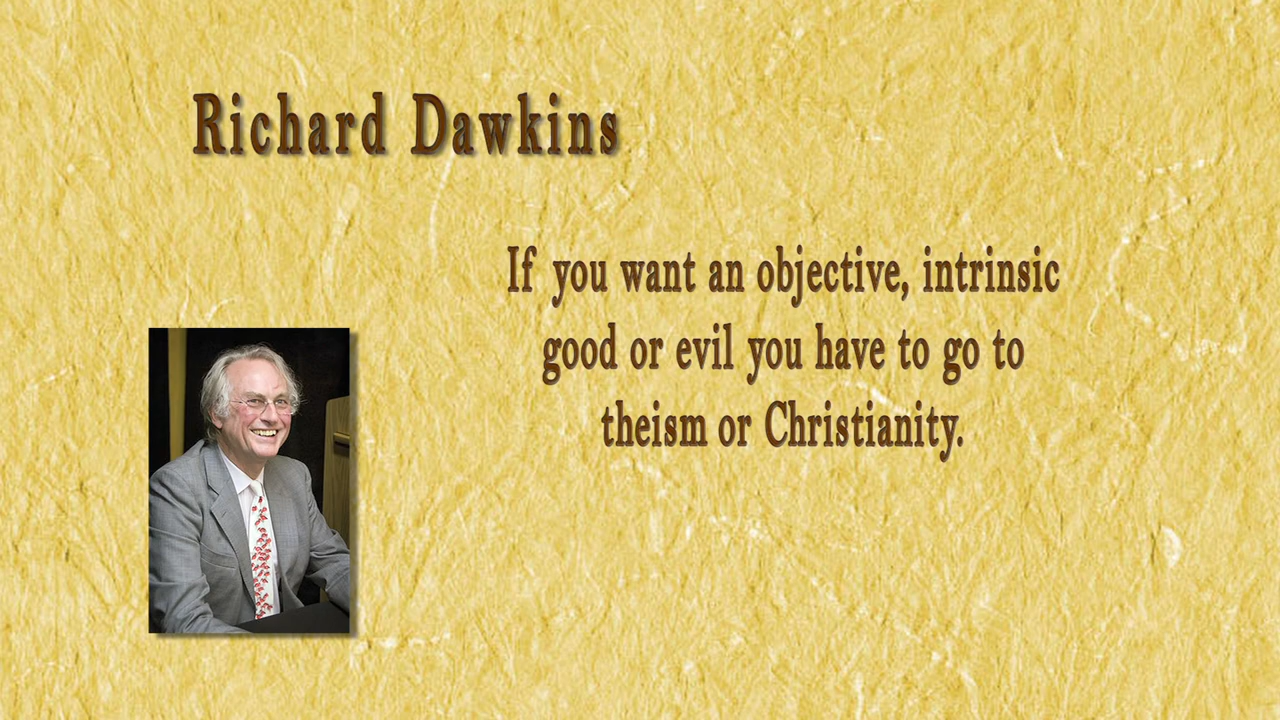 Richard Dawkins
If you want an objective, intrinsic
good or evil you have to go to
theism or Christianity.